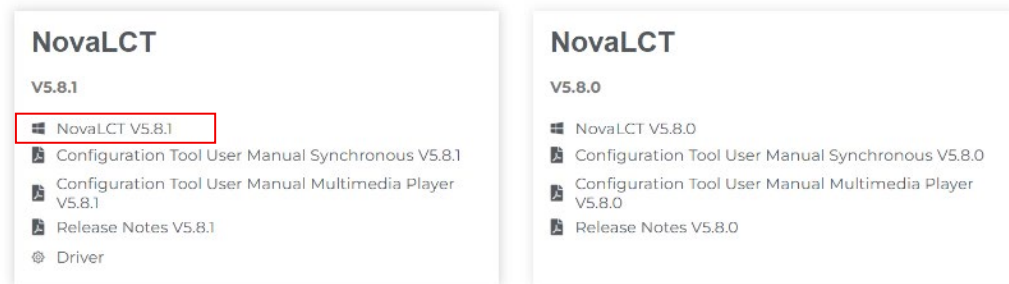 NovaLCT
V5.8.1
NovaLCT V5.8.1
Configuration Tool User Manual Synchronous V5.8.1
Configuration Tool User Manual Multimedia Player
V5.8.1
Release Notes V5.8.1
Driver
NovaLCT
V5.8.0
NovaLCT V5.8.0
Configuration Tool User Manual Synchronous V5.8.0
Configuration Tool User Manual Multimedia Player
V5.8.0
Release Notes V5.8.0